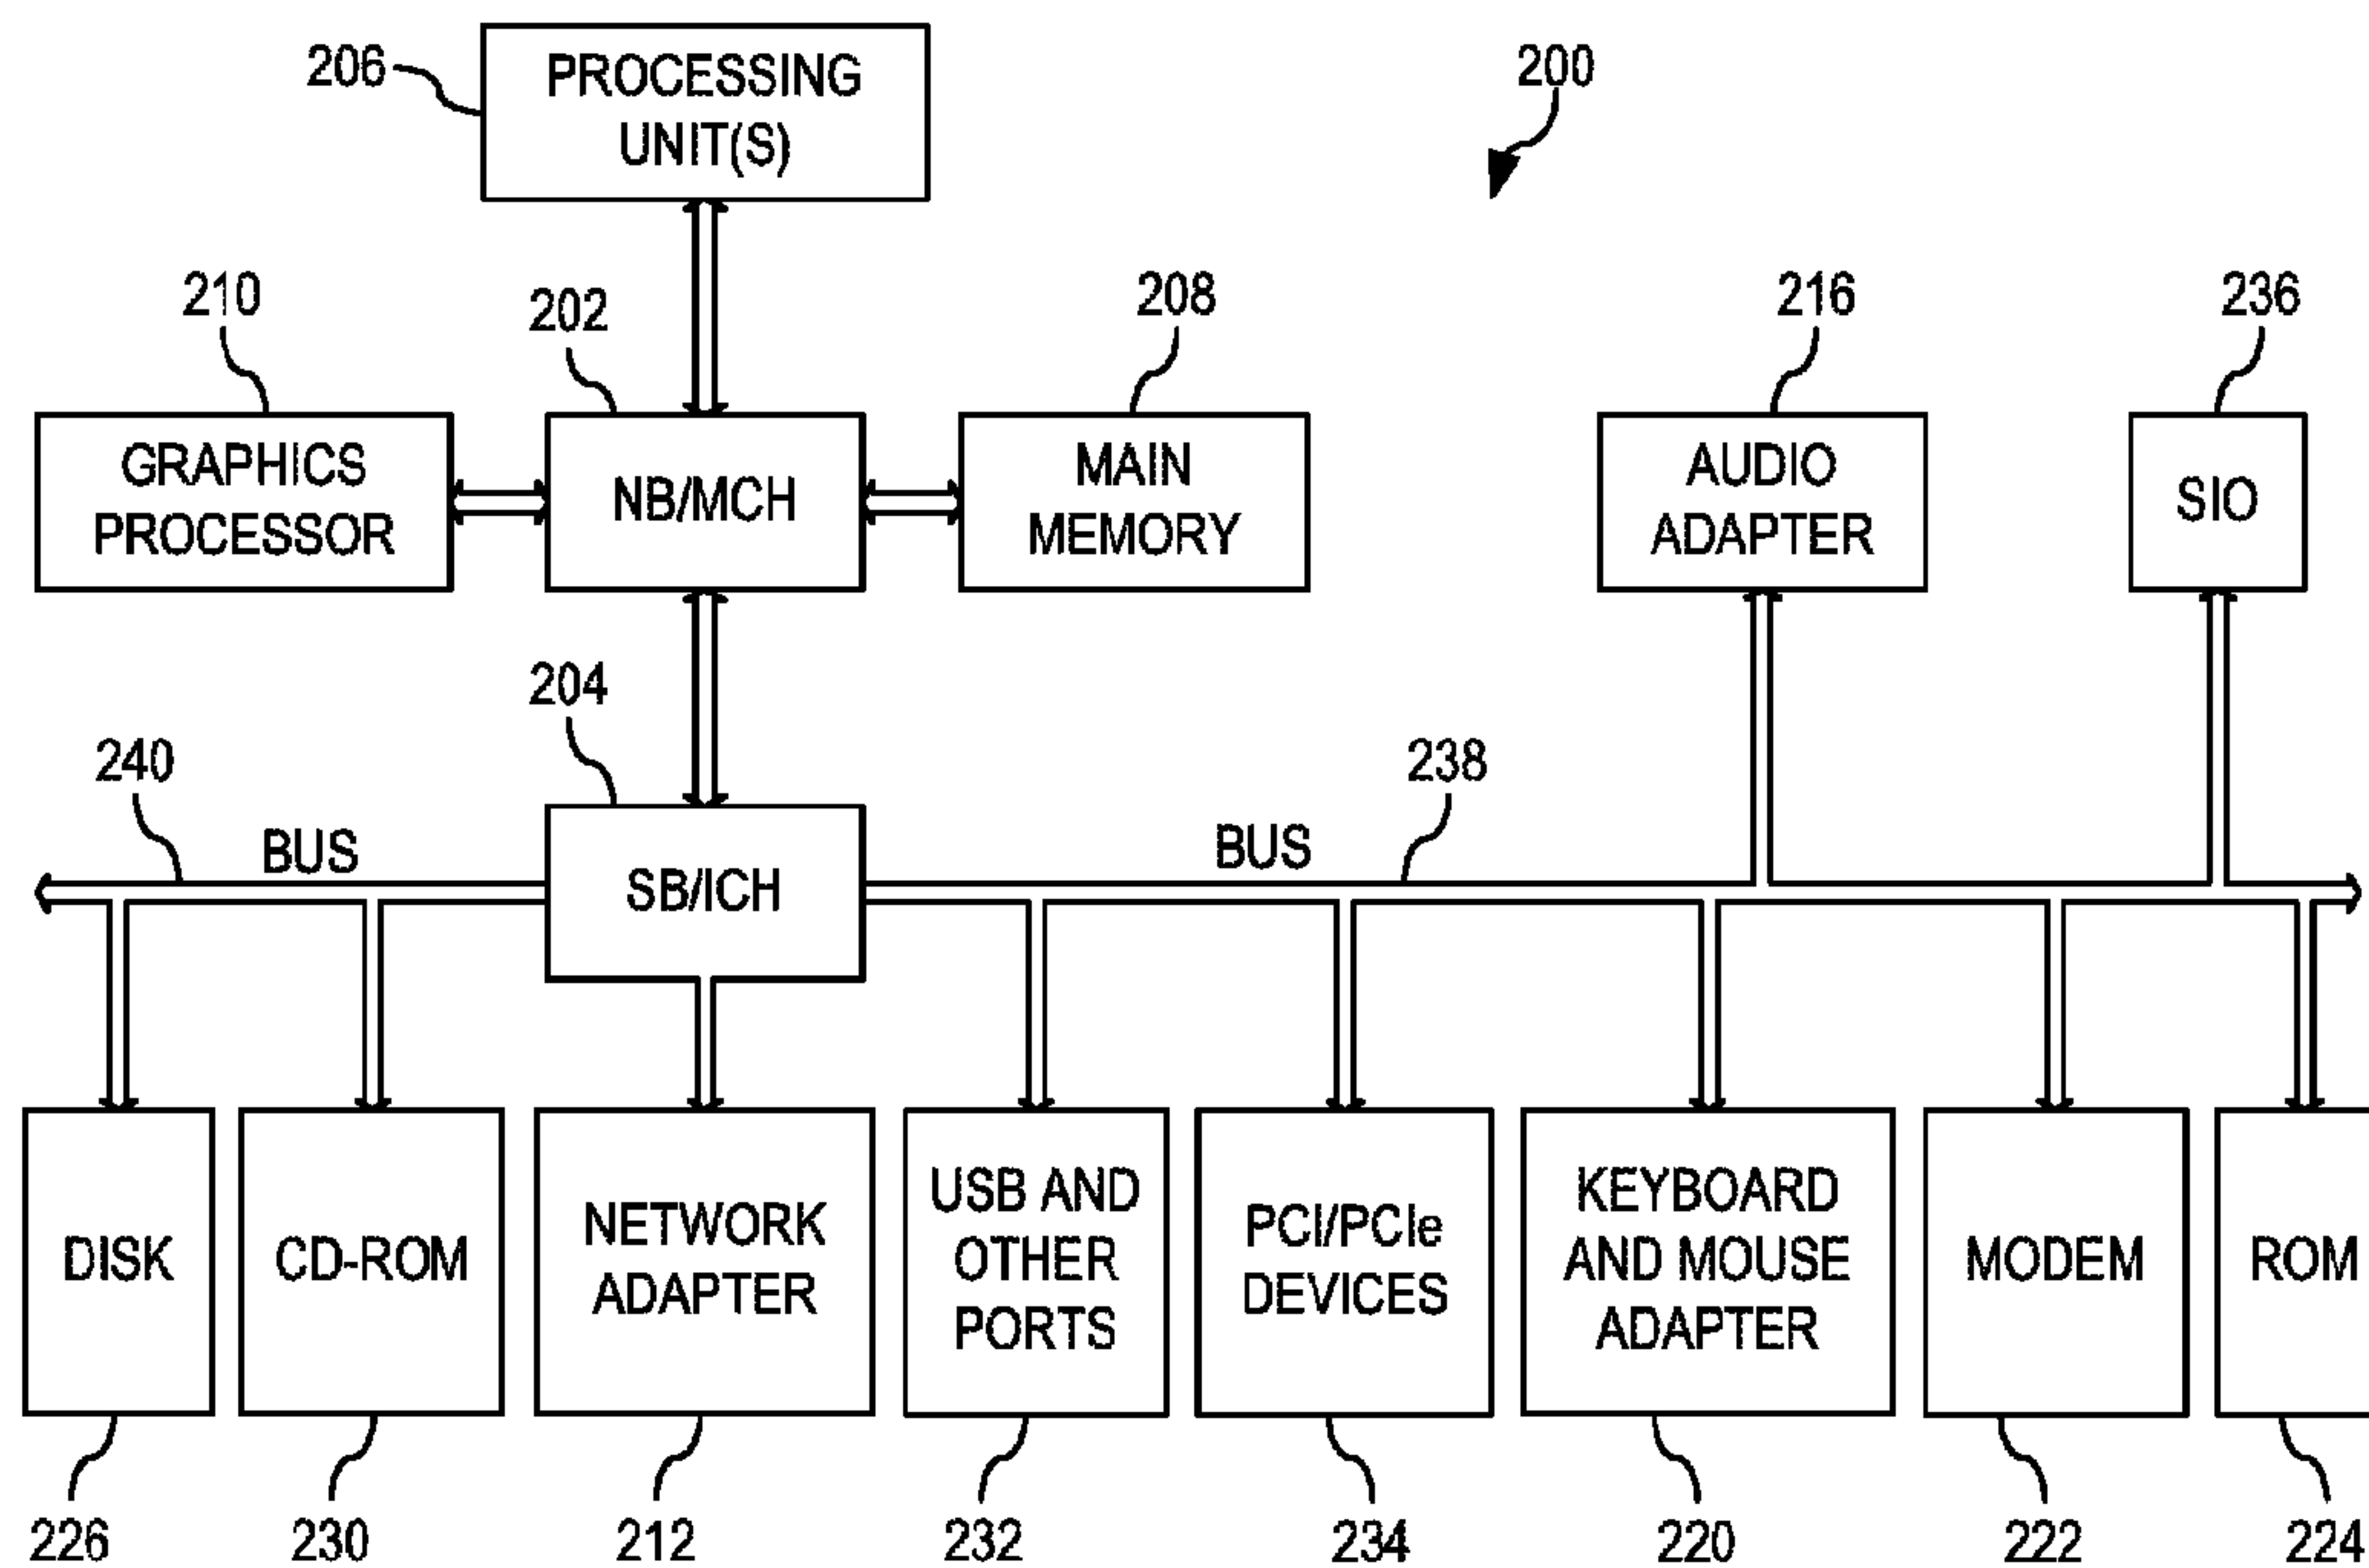 206
PROCESSING
UNIT(S)
200
210
202
208
216
236
GRAPHICS
PROCESSOR
NB/MCH
MAIN
MEMORY
AUDIO
ADAPTER
SIO
204
240
238
BUS
BUS
SB/ICH
DISK
CD-ROM
NETWORK
ADAPTER
USB AND
OTHER
PORTS
PCI/PCIe
DEVICES
KEYBOARD
AND MOUSE
ADAPTER
MODEM
ROM
226
230
212
232
234
220
222
224